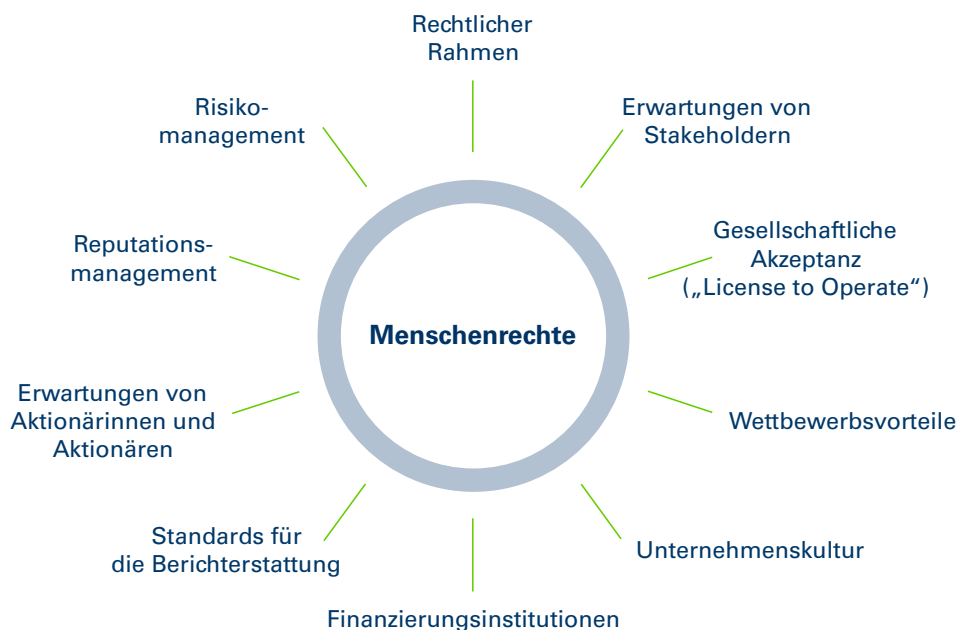 Rechtlicher
Rahmen
Erwartungen von
Stakeholdern
Gesellschaftliche
Akzeptanz
(„License to Operate“)
Wettbewerbsvorteile
Unternehmenskultur
Finanzierungsinstitutionen
Standards für
die Berichterstattung
Erwartungen von
Aktionärinnen und
Aktionären
Reputations-
management
Risiko-
management
Menschenrechte